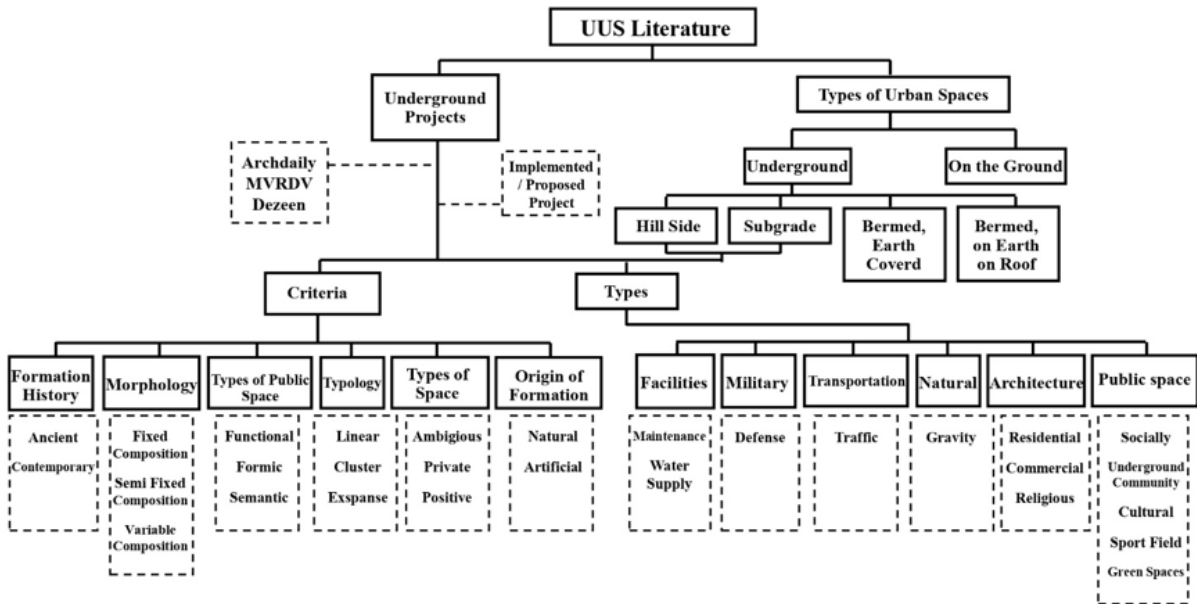 UUS Literature
Underground
Projects
Types of Urban Spaces
Archdaily
MVRDV
Dezeen
Implemented
/ Proposed
Project
Underground
On the Ground
Hill Side
Subgrade
Bermed,
Earth
Coverd
Bermed,
on Earth
on Roof
Criteria
Types
Formation
History
Morphology
Types of Public
Space
Typology
Types of
Space
Origin of
Formation
Facilities
Military
Transportation
Natural
Architecture
Public space
Ancient
Contemporary
Fixed
Composition
Semi Fixed
Composition
Variable
Composition
Functional
Formic
Semantic
Linear
Cluster
Exspanse
Ambigious
Private
Positive
Natural
Artificial
Maintenance
Water
Supply
Defense
Traffic
Gravity
Residential
Commercial
Religious
Socially
Underground
Community
Cultural
Sport Field
Green Spaces